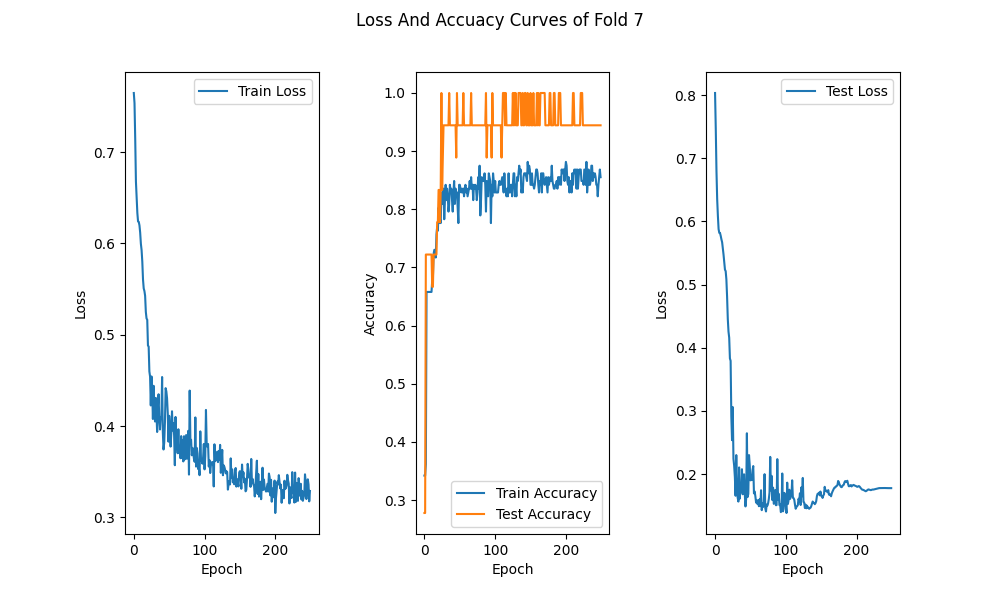 Loss And Accuacy Curves of Fold 7
Loss
0.7
0.6
0.5
0.4
0.3
Train Loss
0 100 200
Epoch
Accuracy
1.0
0.9
0.8
0.7
0.6
0.5
0.4
0.3
Train Accuracy
Test Accuracy
0 100 200
Epoch
Loss
0.8
0.7
0.6
0.5
0.4
0.3
0.2
Test Loss
0 100 200
Epoch